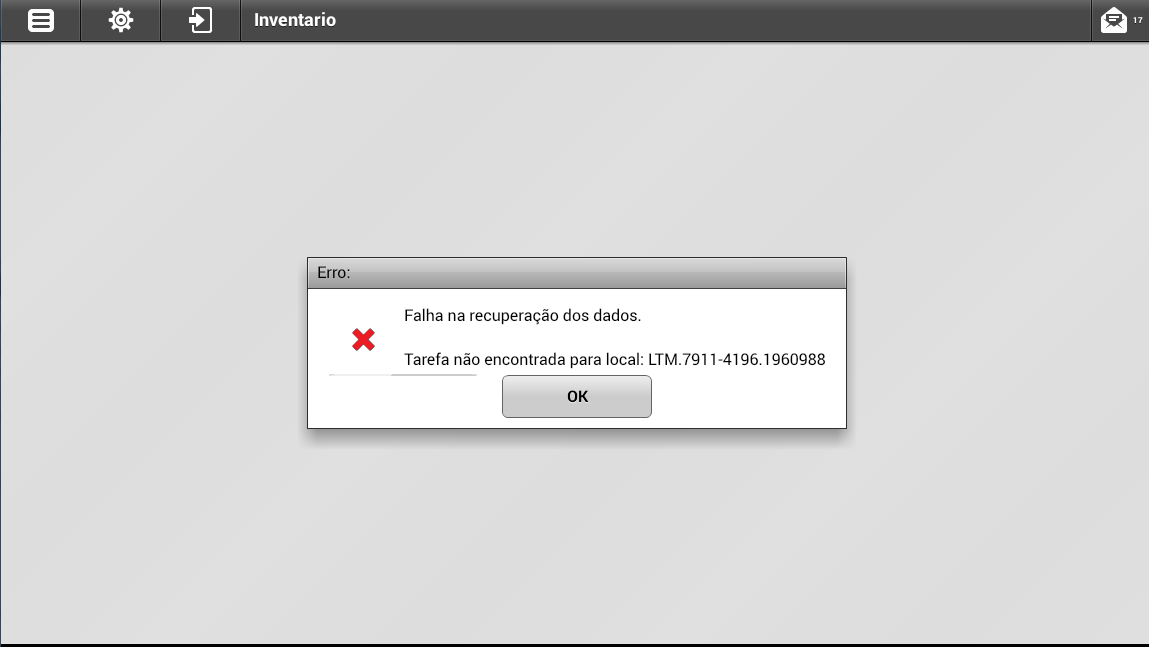 Inventario
17
Erro:
Falha na recuperação dos dados.
Tarefa não encontrada para local: LTM.7911-4196.1960988
OK